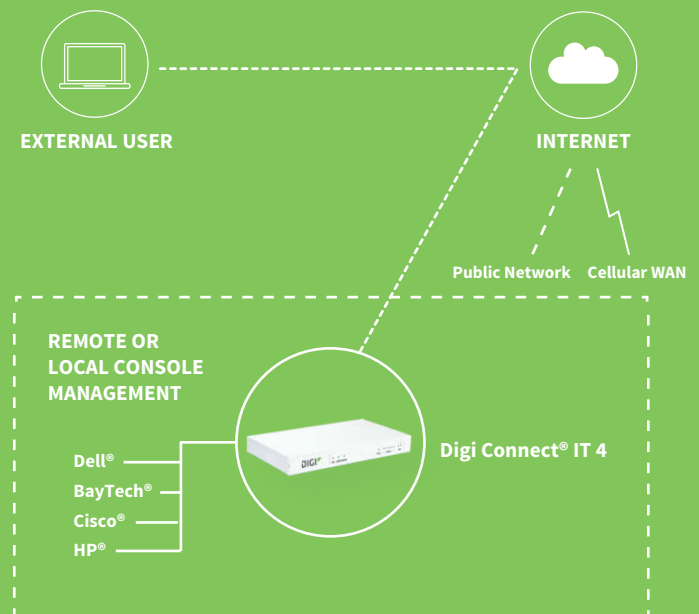 EXTERNAL USER
INTERNET
Public Network
Cellular WAN
REMOTE OR
LOCAL CONSOLE
MANAGEMENT
DIGI
Digi Connect® IT 4
Dell®
BayTech®
Cisco®
HP®